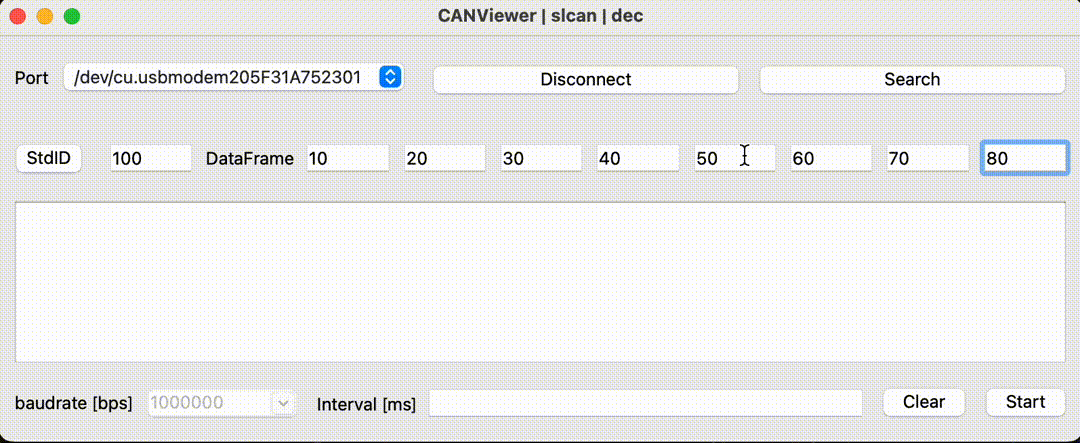 CANViewer | slcan | dec
Port /dev/cu.usbmodem205F31A752301 Disconnect Search
StdID 100 DataFrame 10 20 30 40 50 60 70 80
baudrate [bps] 1000000 Interval [ms] Clear Start